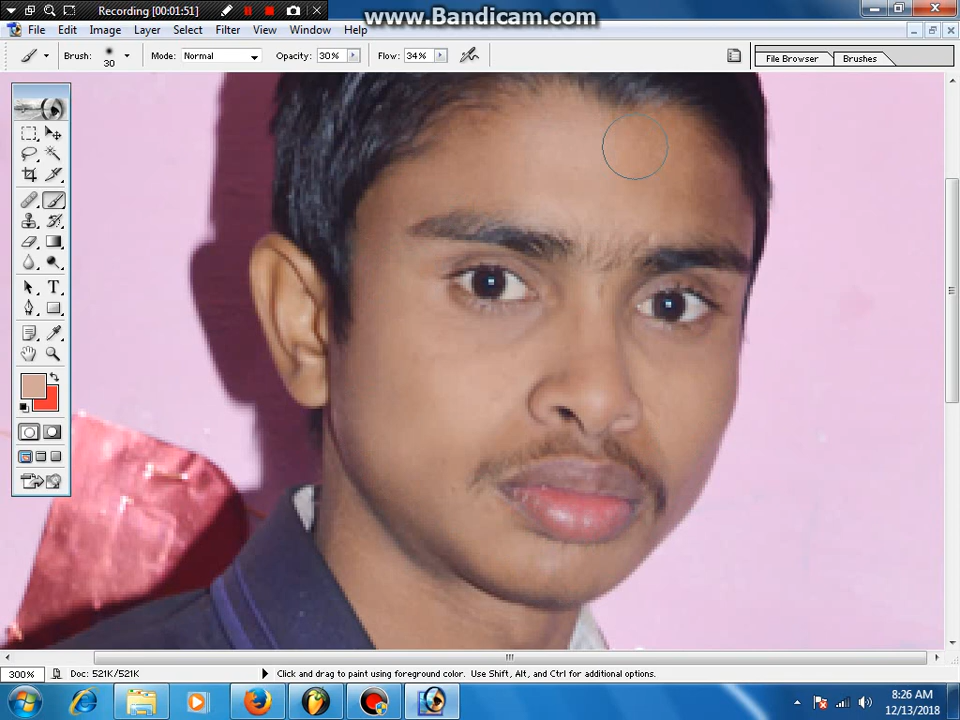 Recording [00:01:51]
www.Bandicam.com
File Edit Image Layer Select Filter View Window Help
Brush: 30 Mode: Normal Opacity: 30% Flow: 34% File Browser Brushes
T
300% Doc: 521K/521K Click and drag to paint using foreground color. Use Shift, Alt, and Ctrl for additional options.
8:26 AM
12/13/2018